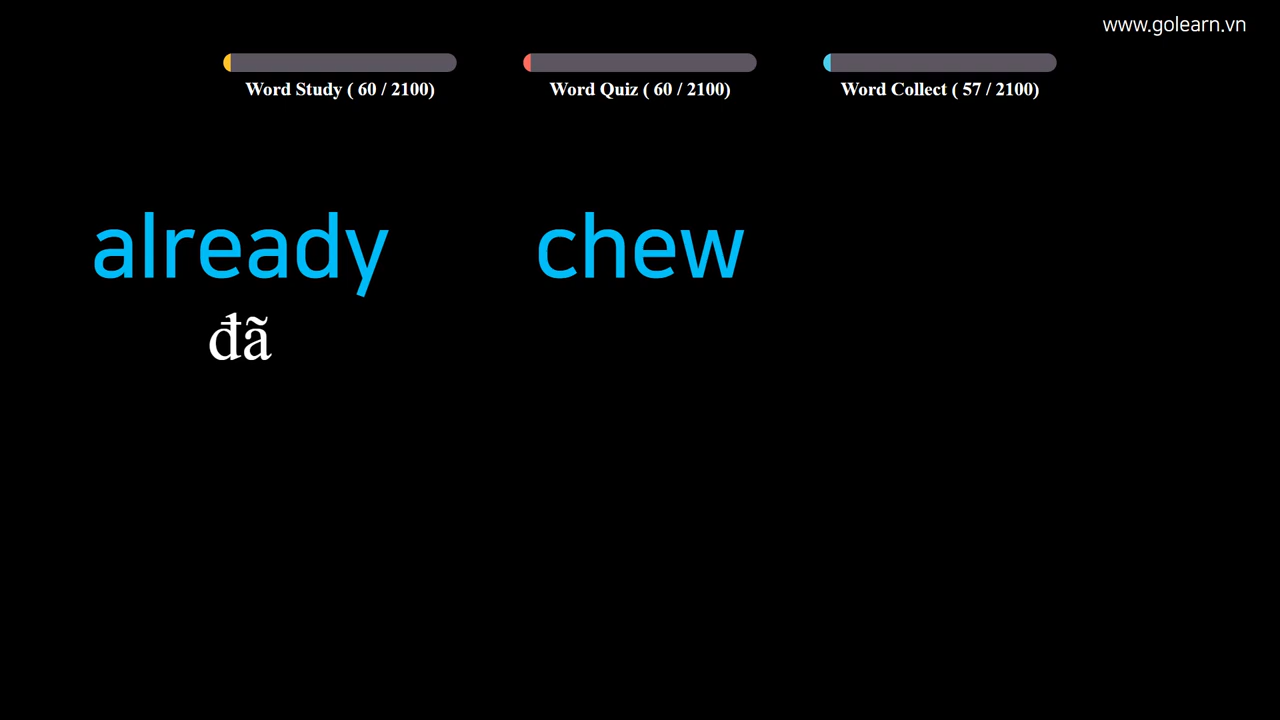 www.golearn.vn
Word Study ( 60 / 2100)
Word Quiz ( 60 / 2100)
Word Collect ( 57 / 2100)
already
chew
đã